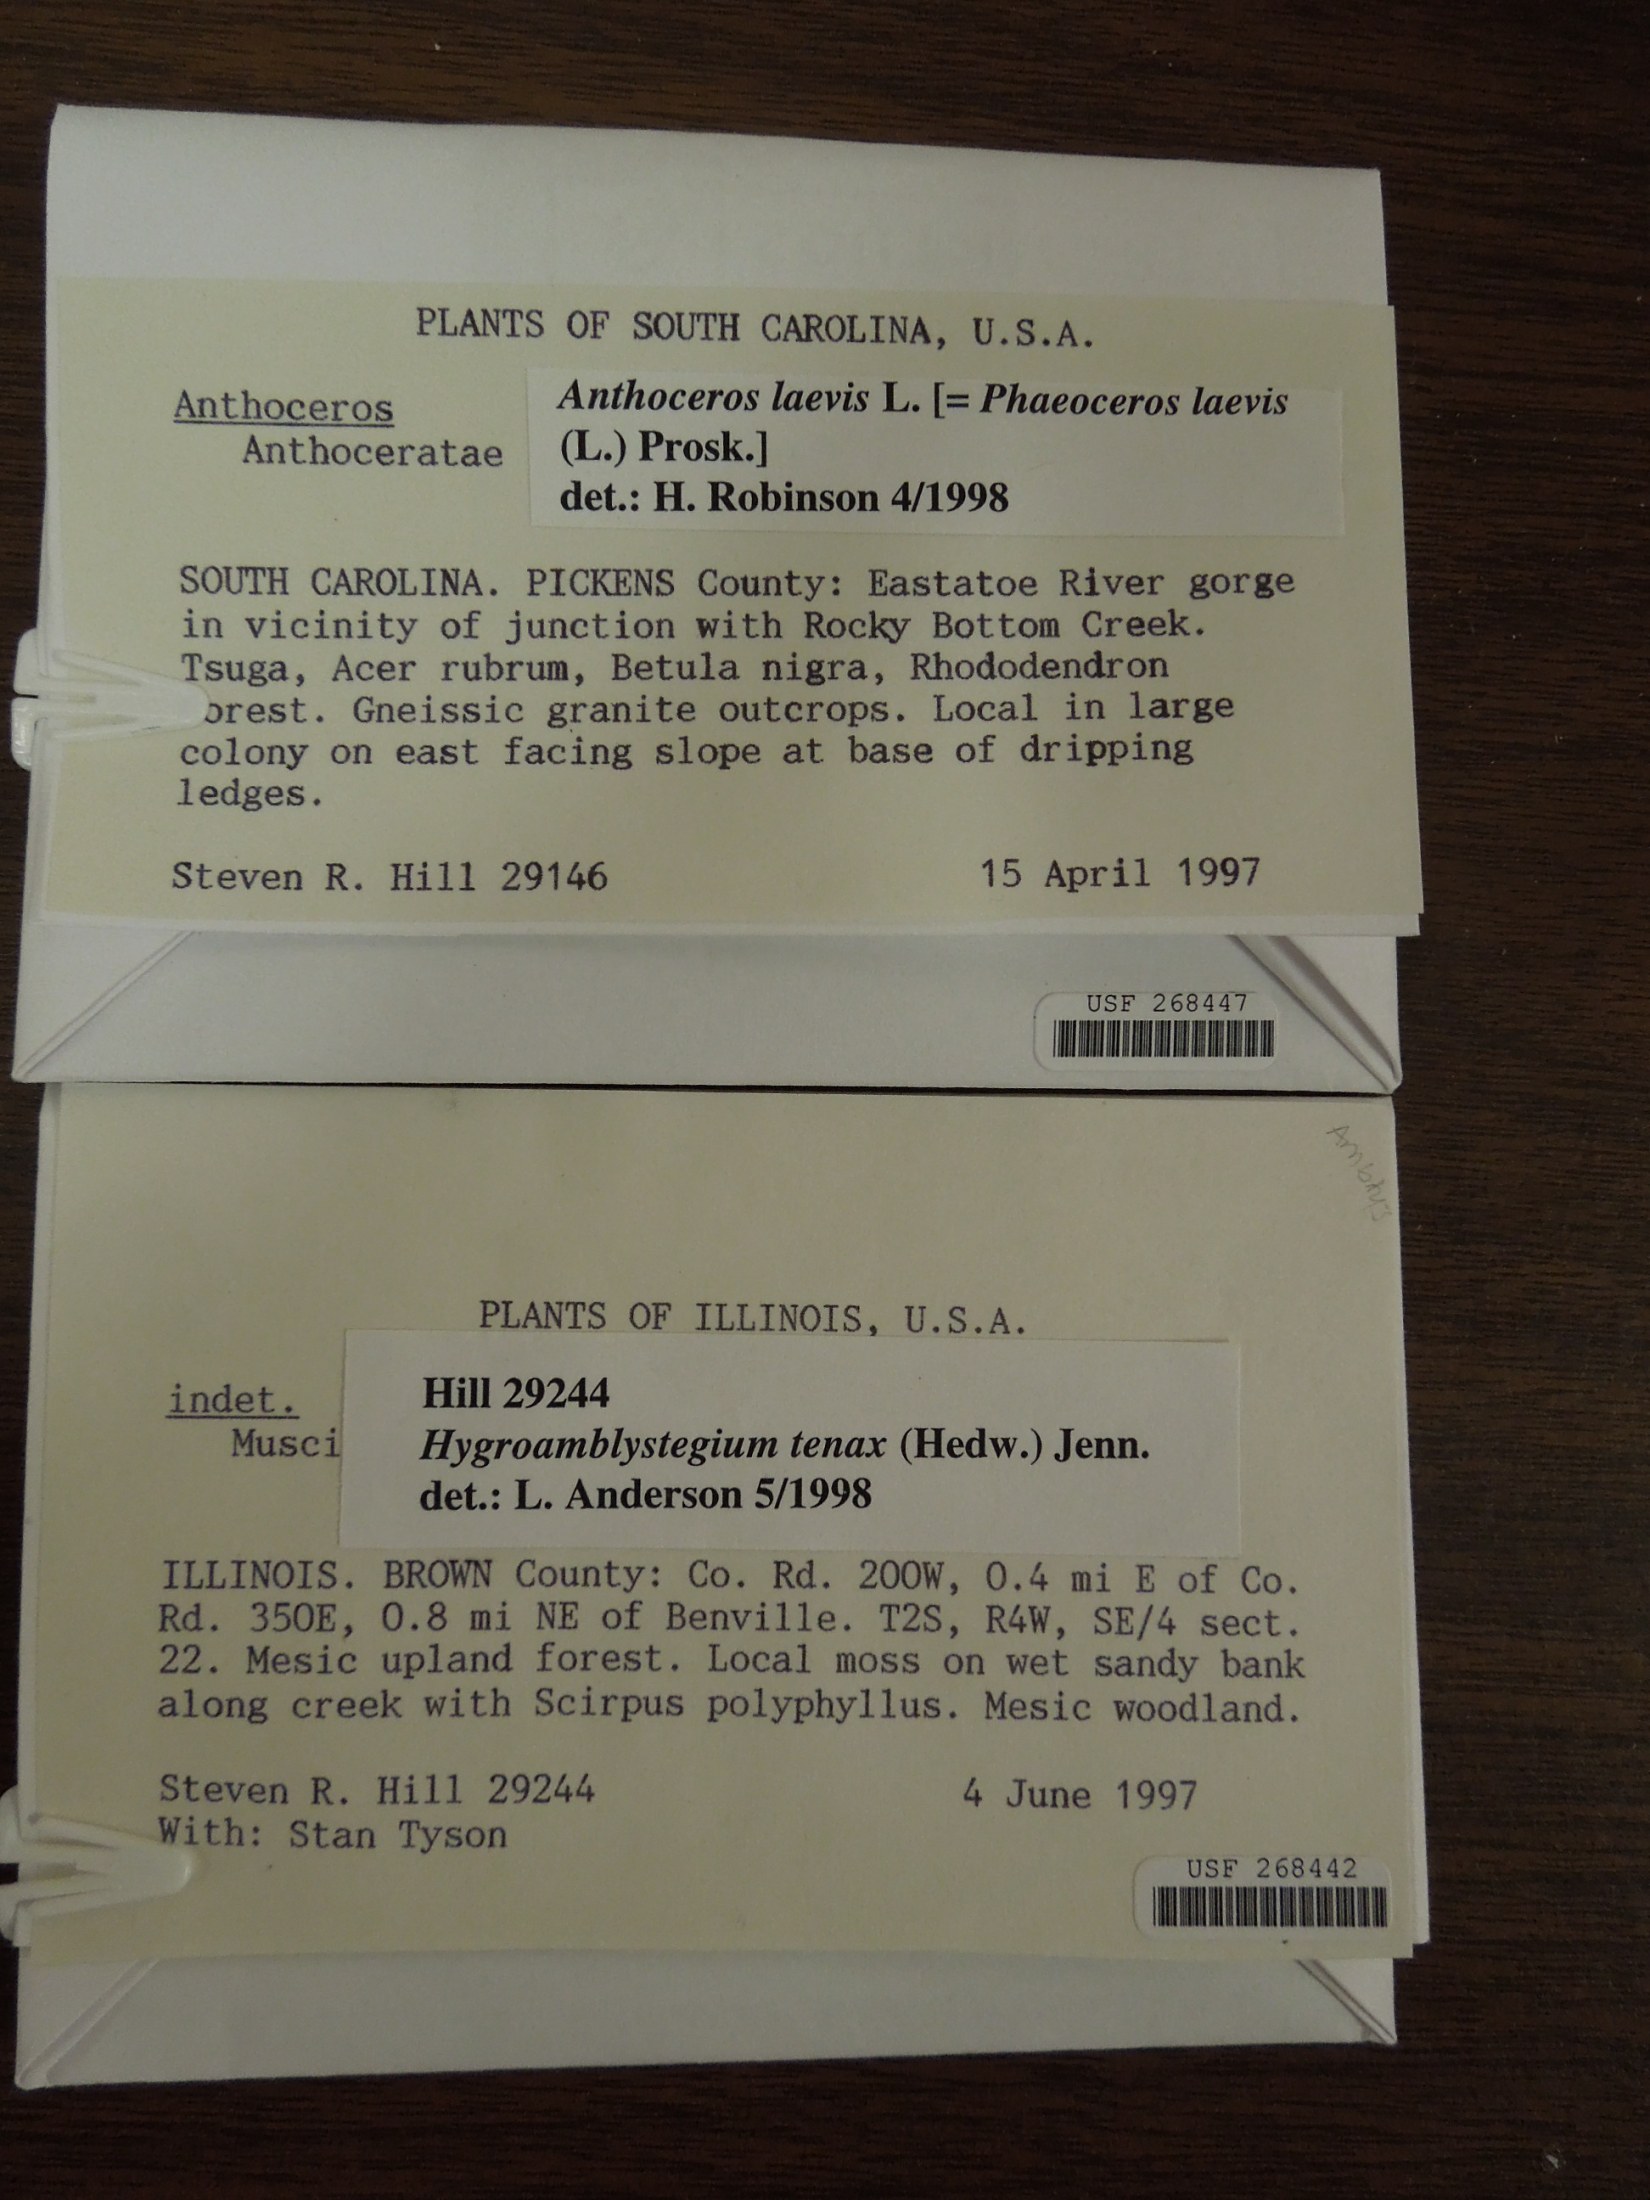 PLANTS OF SOUTH CAROLINA, U.S.A.
Anthoceros
Anthoceratae
Anthoceros laevis L. [= Phaeoceros laevis
(L.) Prosk.]
det.: H. Robinson 4/1998
SOUTH CAROLINA. PICKENS County: Eastatoe River gorge
in vicinity of junction with Rocky Bottom Creek.
Tsuga, Acer rubrum, Betula nigra, Rhododendron
orest. Gneissic granite outcrops. Local in large
colony on east facing slope at base of dripping
ledges.
Steven R. Hill 29146 15 April 1997
USF 268447
PLANTS OF ILLINOIS, U.S.A.
indet.
Musci
Hill 29244
Hygroamblystegium tenax (Hedw.) Jenn.
det.: L. Anderson 5/1998
ILLINOIS. BROWN County: Co. Rd. 200W, 0.4 mi E of Co.
Rd. 350E, 0.8 mi NE of Benville. T2S, R4W, SE/4 sect.
22. Mesic upland forest. Local moss on wet sandy bank
along creek with Scirpus polyphyllus. Mesic woodland.
Steven R. Hill 29244 4 June 1997
With: Stan Tyson
USF 268442